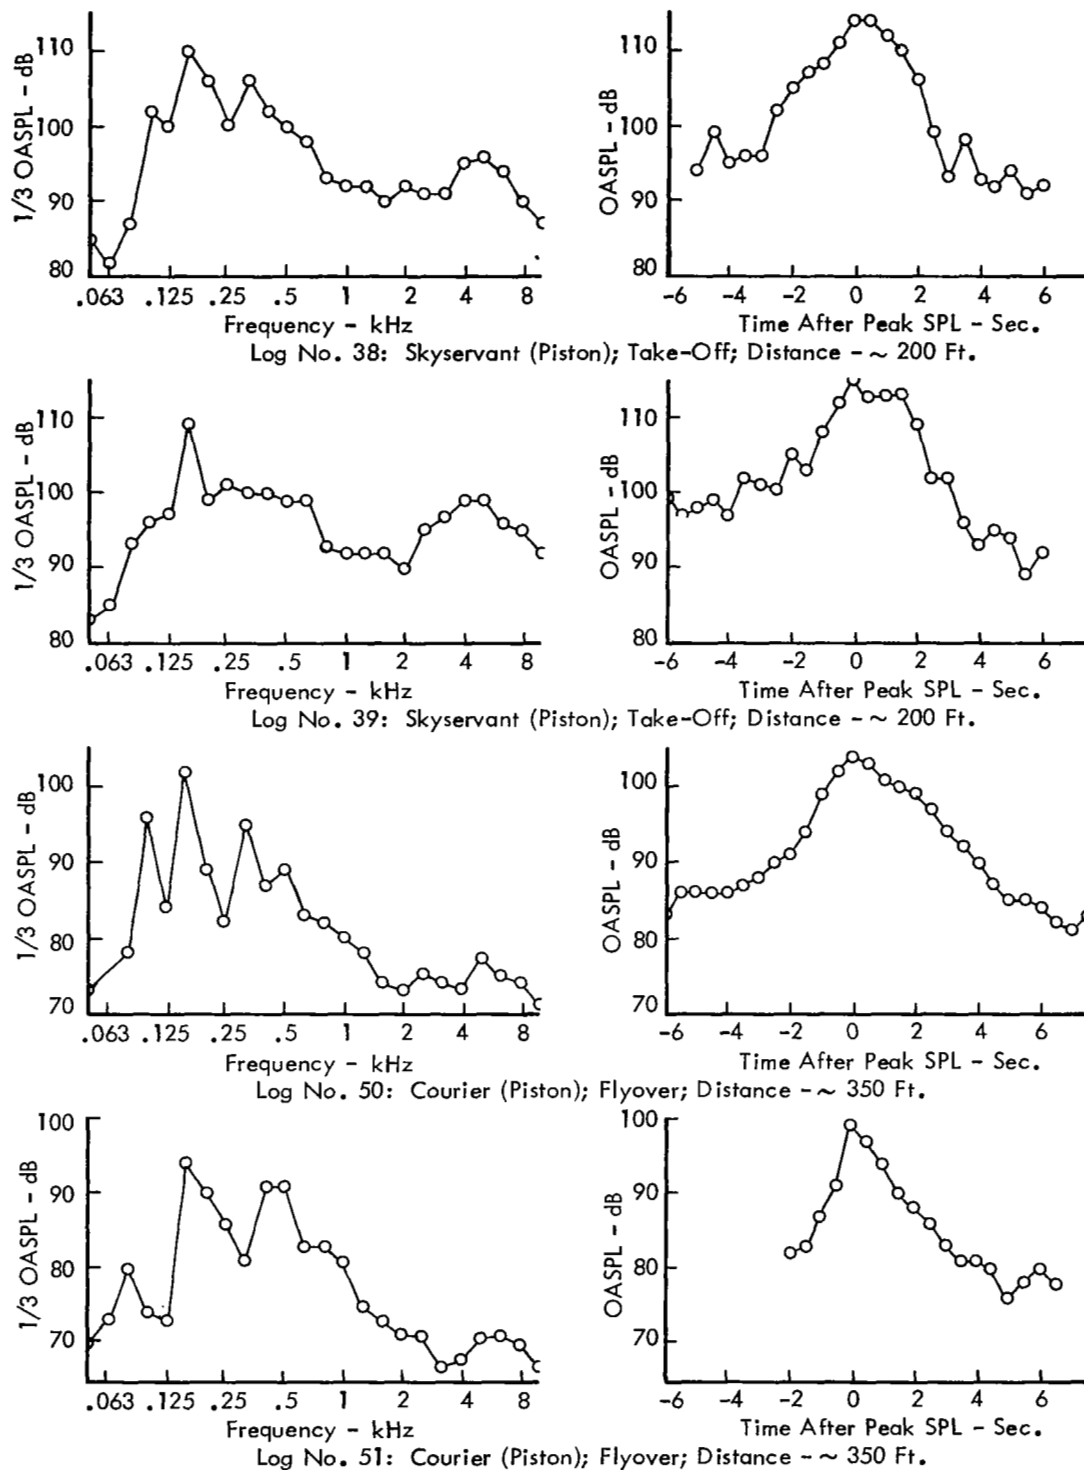 1/3 OASPL - dB
110
100
90
80
.063 .125 .25 .5 1 2 4 8
Frequency - kHz
OASPL - dB
110
100
90
80
-6 -4 -2 0 2 4 6
Time After Peak SPL - Sec.
Log No. 38: Skyservant (Piston); Take-Off; Distance - ~ 200 Ft.
1/3 OASPL - dB
110
100
90
80
.063 .125 .25 .5 1 2 4 8
Frequency - kHz
OASPL - dB
110
100
90
80
-6 -4 -2 0 2 4 6
Time After Peak SPL - Sec.
Log No. 39: Skyservant (Piston); Take-Off; Distance - ~ 200 Ft.
1/3 OASPL - dB
100
90
80
70
.063 .125 .25 .5 1 2 4 8
Frequency - kHz
OASPL - dB
100
90
80
70
-6 -4 -2 0 2 4 6
Time After Peak SPL - Sec.
Log No. 50: Courier (Piston); Flyover; Distance - ~ 350 Ft.
1/3 OASPL - dB
100
90
80
70
.063 .125 .25 .5 1 2 4 8
Frequency - kHz
OASPL - dB
100
90
80
70
-6 -4 -2 0 2 4 6
Time After Peak SPL - Sec.
Log No. 51: Courier (Piston); Flyover; Distance - ~ 350 Ft.